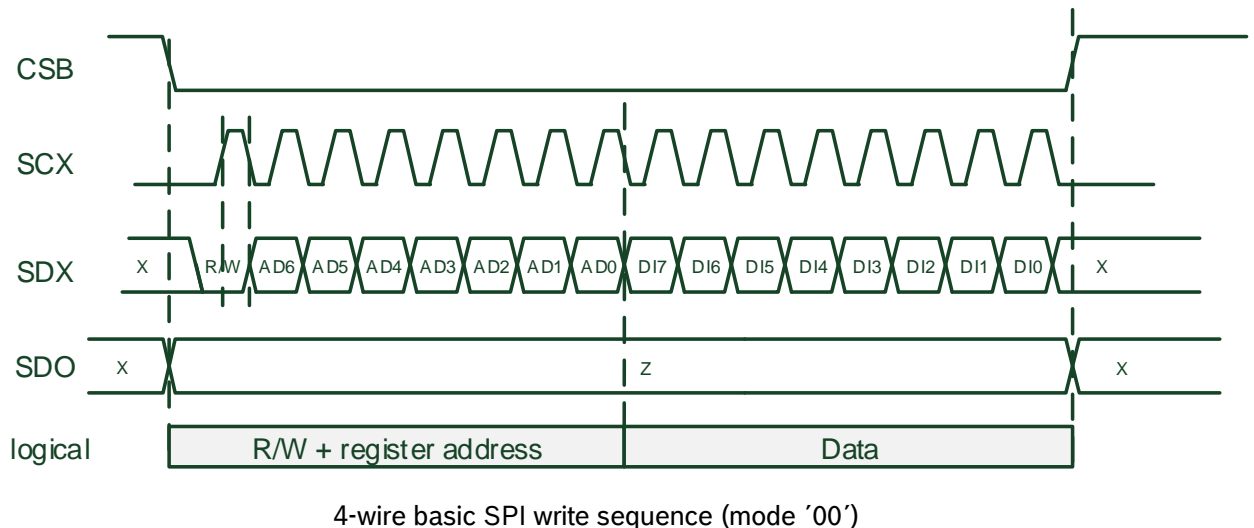 CSB
SCX
SDX X R/W AD6 AD5 AD4 AD3 AD2 AD1 AD0 DI7 DI6 DI5 DI4 DI3 DI2 DI1 DI0 X
SDO X Z X
logical R/W + register address Data
4-wire basic SPI write sequence (mode ´00´)